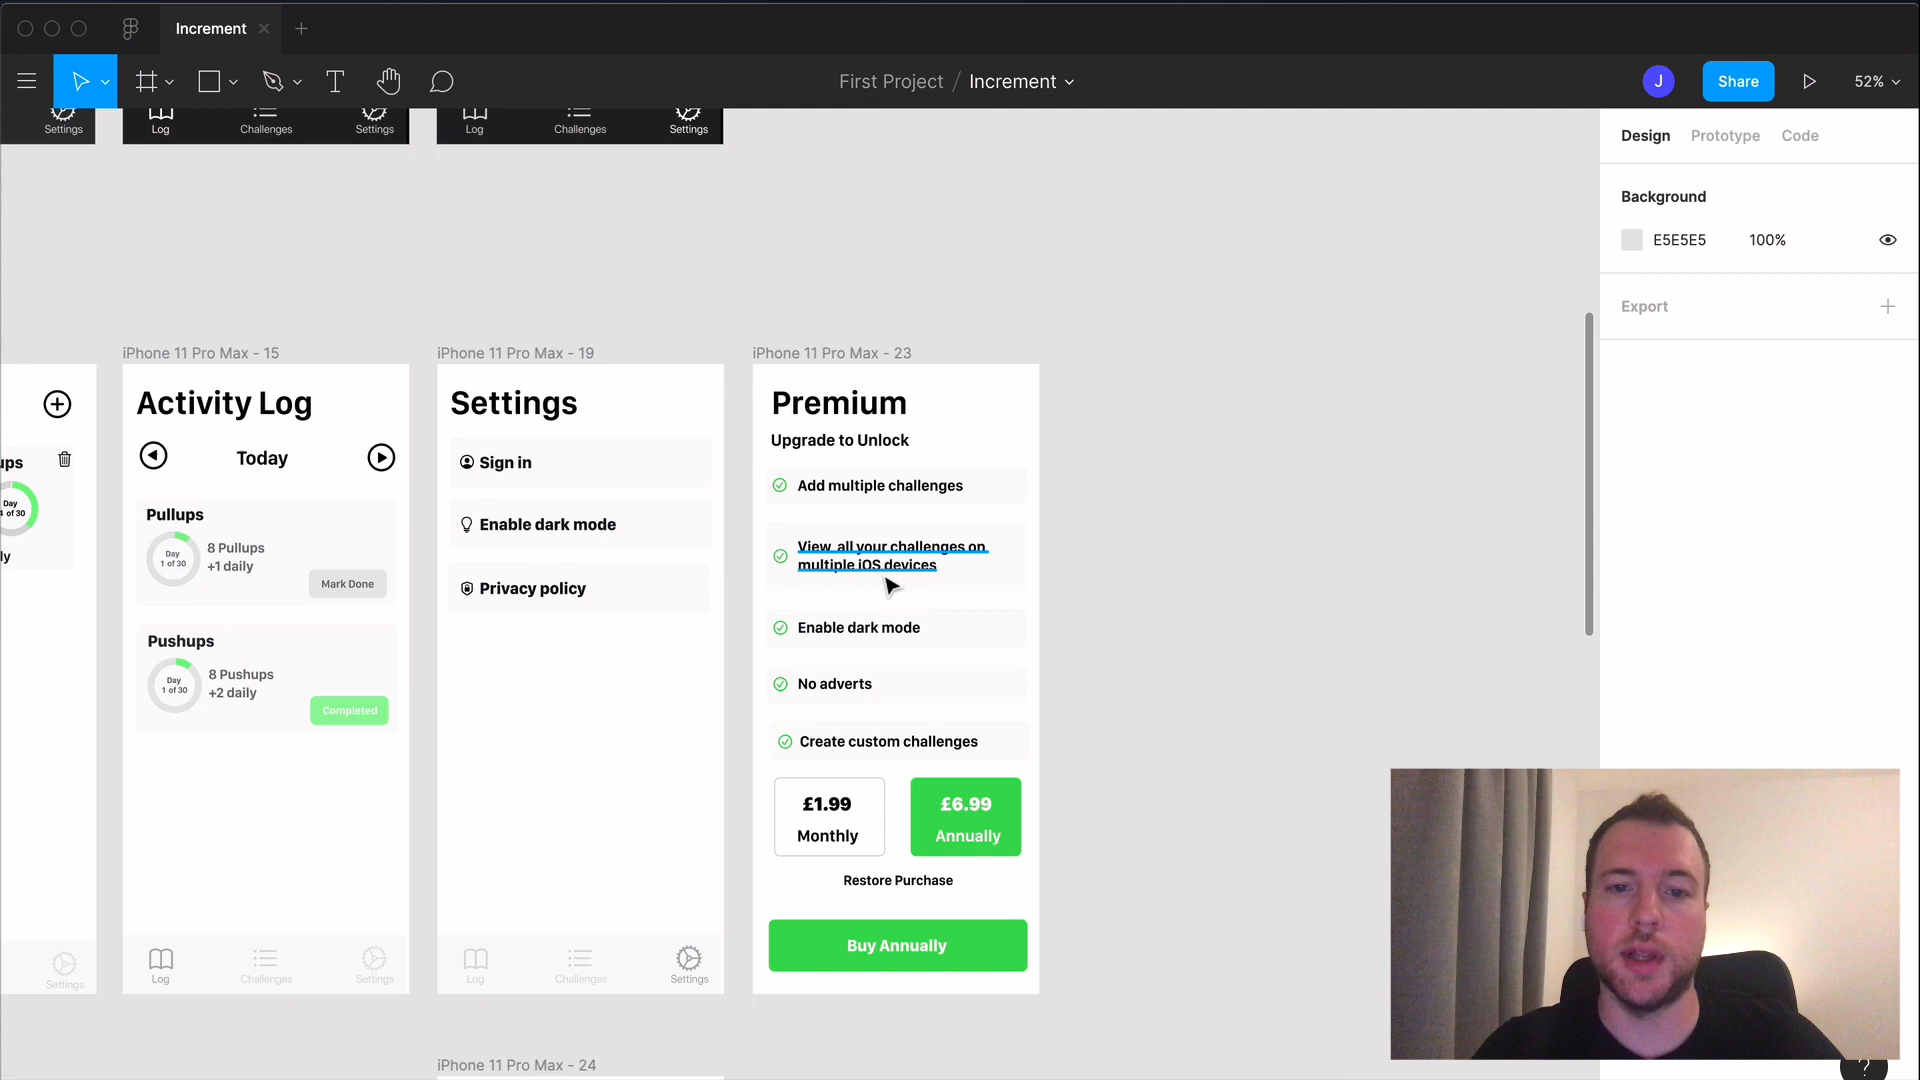 Increment
First Project / Increment
J
Share
52%
Settings
Log
Challenges
Settings
Log
Challenges
Settings
Design
Prototype
Code
Background
E5E5E5
100%
Export
iPhone 11 Pro Max - 15
iPhone 11 Pro Max - 19
iPhone 11 Pro Max - 23
ups
Day
of 30
ly
Settings
Activity Log
Today
Pullups
Day
1 of 30
8 Pullups
+1 daily
Mark Done
Pushups
Day
1 of 30
8 Pushups
+2 daily
Completed
Log
Challenges
Settings
Settings
Sign in
Enable dark mode
Privacy policy
Log
Challenges
Settings
Premium
Upgrade to Unlock
Add multiple challenges
View all your challenges on
multiple iOS devices
Enable dark mode
No adverts
Create custom challenges
£1.99
Monthly
£6.99
Annually
Restore Purchase
Buy Annually
iPhone 11 Pro Max - 24
?